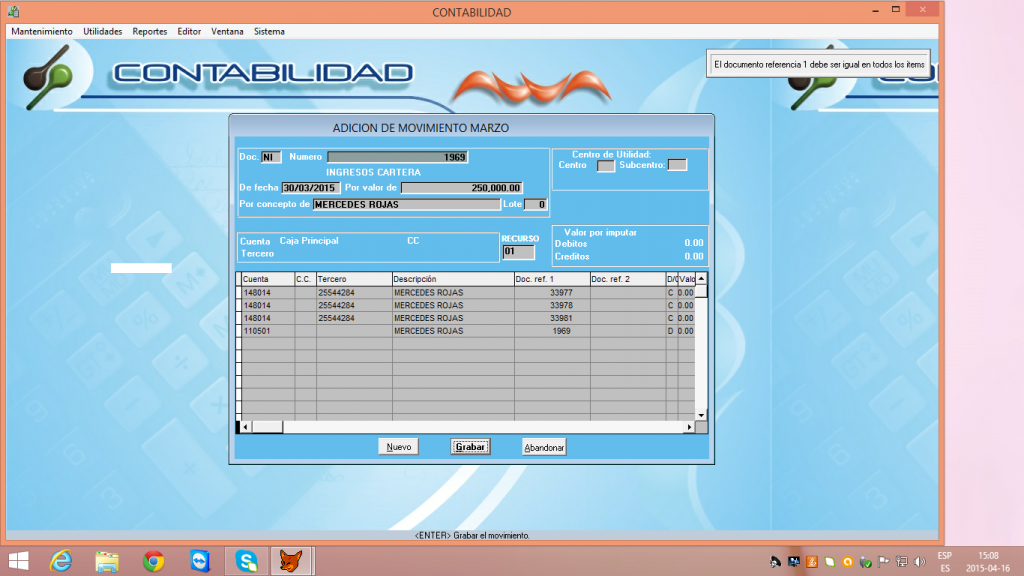 CONTABILIDAD
Mantenimiento Utilidades Reportes Editor Ventana Sistema
CONTABILIDAD
El documento referencia 1 debe ser igual en todos los items
ADICION DE MOVIMIENTO MARZO
Doc. NI Numero 1969
INGRESOS CARTERA
De fecha 30/03/2015 Por valor de 250,000.00
Por concepto de MERCEDES ROJAS Lote 0
Centro de Utilidad:
Centro Subcentro:
Cuenta Caja Principal CC
Tercero
RECURSO
01
Valor por imputar
Debitos 0.00
Creditos 0.00
Cuenta C.C. Tercero Descripción Doc. ref. 1 Doc. ref. 2 D/C Valo
148014 25544284 MERCEDES ROJAS 33977 C 0.00
148014 25544284 MERCEDES ROJAS 33978 C 0.00
148014 25544284 MERCEDES ROJAS 33981 C 0.00
110501 MERCEDES ROJAS 1969 D 0.00
Nuevo Grabar Abandonar
<ENTER> Grabar el movimiento.
ESP
ES
15:08
2015-04-16